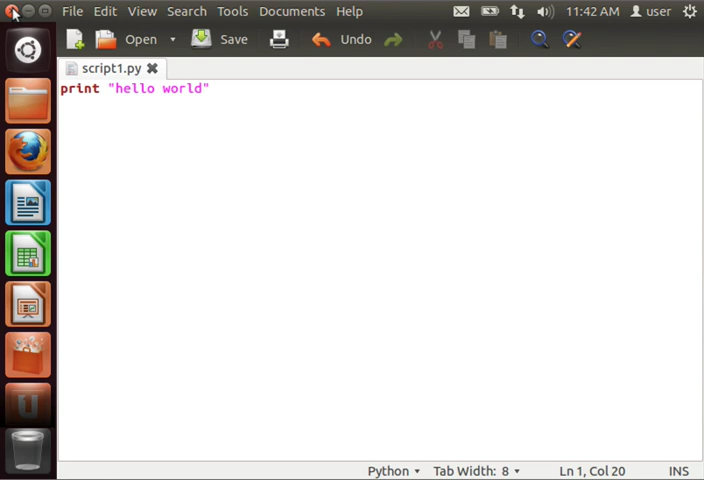 File Edit View Search Tools Documents Help 11:42 AM user
Open Save Undo
script1.py
print "hello world"
Python Tab Width: 8 Ln 1, Col 20 INS